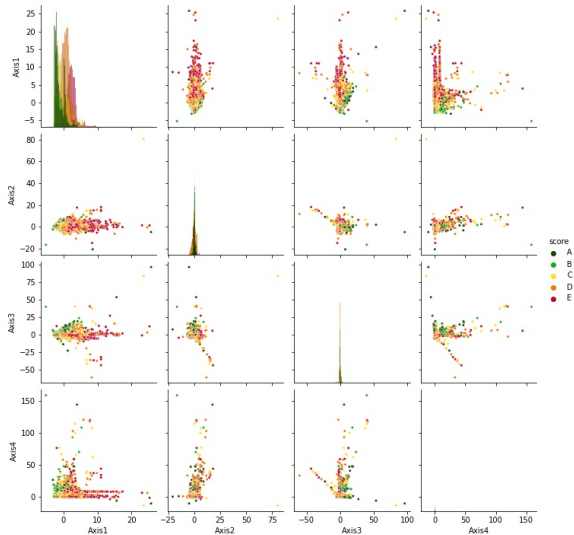 25
20
15
10
5
0
−5
Axis1
80
60
40
20
0
−20
Axis2
100
75
50
25
0
−25
−50
Axis3
150
100
50
0
Axis4
0 10 20
Axis1
−25 0 25 50 75
Axis2
−50 0 50 100
Axis3
0 50 100 150
Axis4
score
A
B
C
D
E